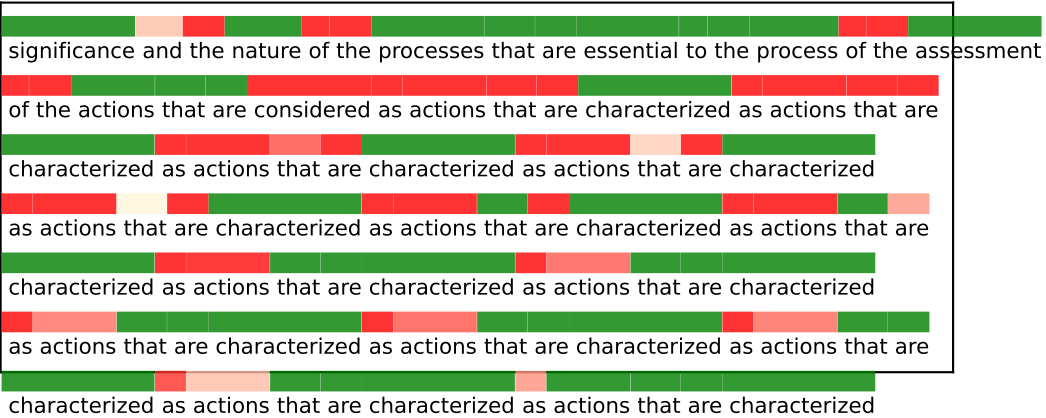 significance and the nature of the processes that are essential to the process of the assessment
of the actions that are considered as actions that are characterized as actions that are
characterized as actions that are characterized as actions that are characterized
as actions that are characterized as actions that are characterized as actions that are
characterized as actions that are characterized as actions that are characterized
as actions that are characterized as actions that are characterized as actions that are
characterized as actions that are characterized as actions that are characterized